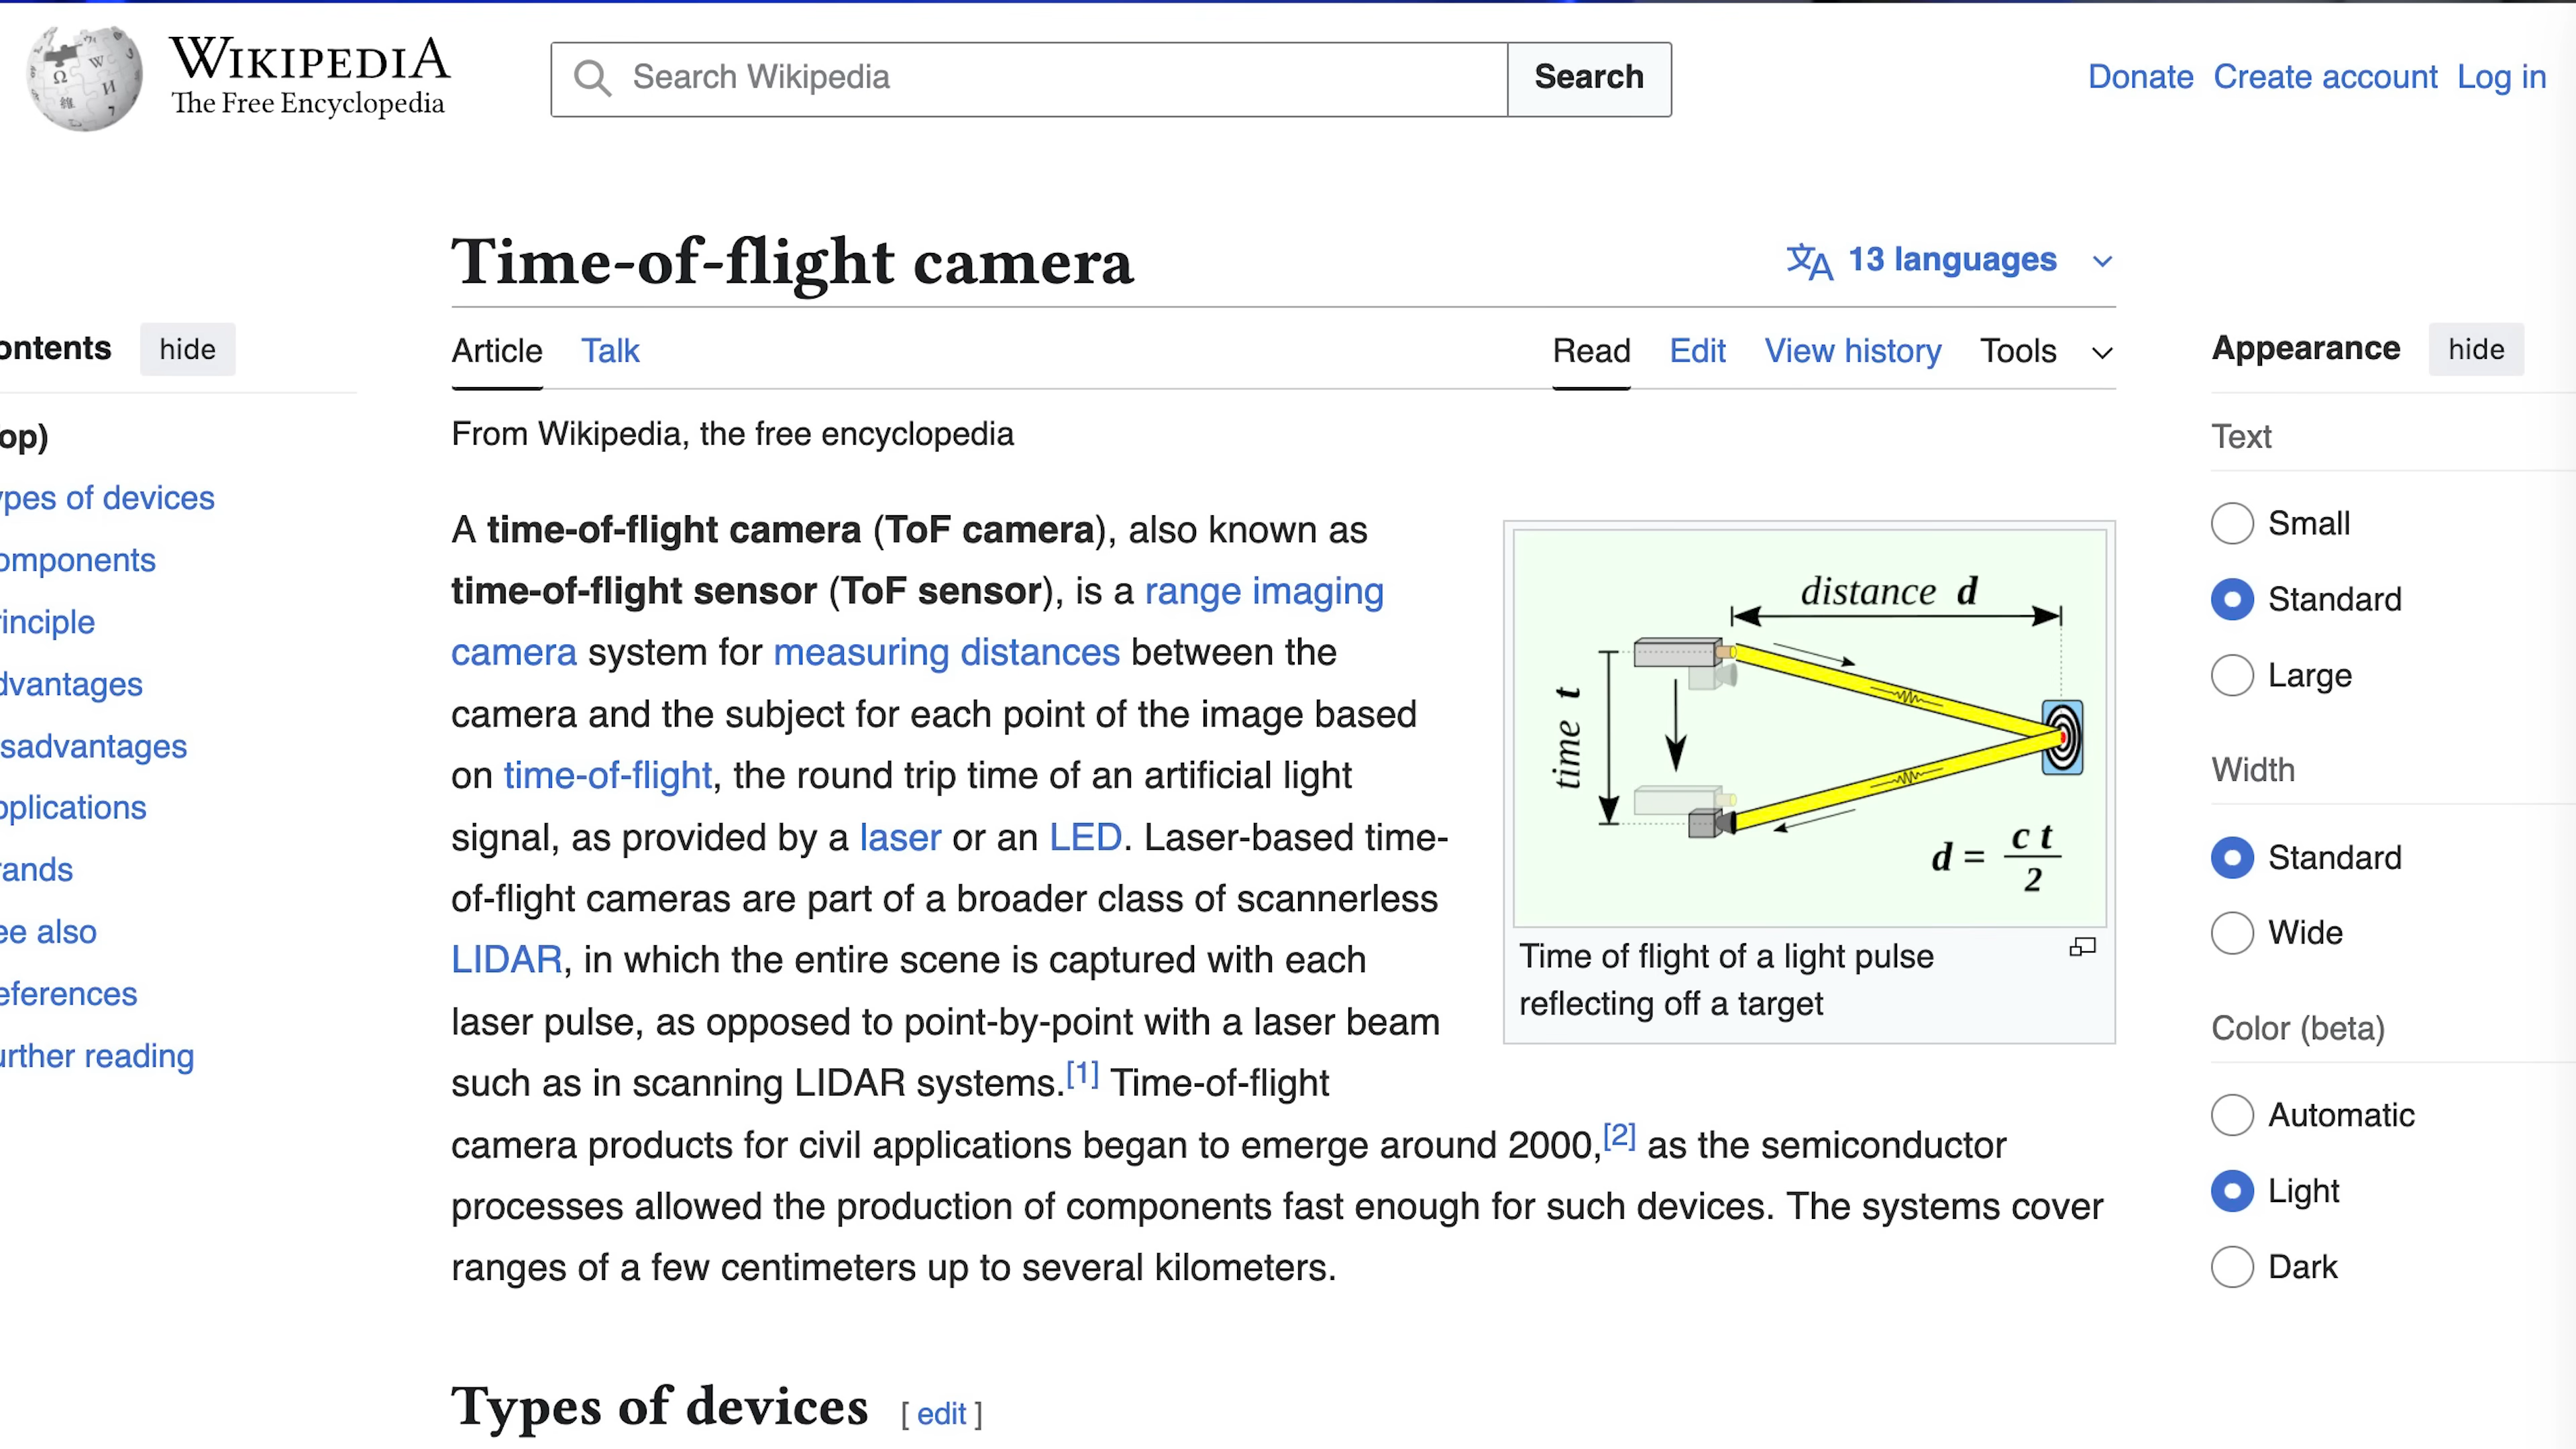 WIKIPEDIA
The Free Encyclopedia
Search Wikipedia
Search
Donate Create account Log in
Time-of-flight camera
13 languages
ontents hide
op)
ypes of devices
omponents
rinciple
dvantages
isadvantages
pplications
rands
ee also
eferences
urther reading
Article Talk
Read Edit View history Tools
From Wikipedia, the free encyclopedia
A time-of-flight camera (ToF camera), also known as
time-of-flight sensor (ToF sensor), is a range imaging
camera system for measuring distances between the
camera and the subject for each point of the image based
on time-of-flight, the round trip time of an artificial light
signal, as provided by a laser or an LED. Laser-based time-
of-flight cameras are part of a broader class of scannerless
LIDAR, in which the entire scene is captured with each
laser pulse, as opposed to point-by-point with a laser beam
such as in scanning LIDAR systems.[1] Time-of-flight
camera products for civil applications began to emerge around 2000,[2] as the semiconductor
processes allowed the production of components fast enough for such devices. The systems cover
ranges of a few centimeters up to several kilometers.
distance d
time t
d = c t / 2
Time of flight of a light pulse
reflecting off a target
Types of devices [ edit ]
Appearance hide
Text
Small
Standard
Large
Width
Standard
Wide
Color (beta)
Automatic
Light
Dark